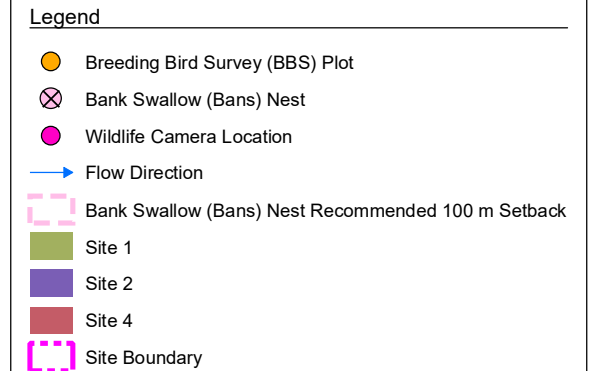 Legend
Breeding Bird Survey (BBS) Plot
Bank Swallow (Bans) Nest
Wildlife Camera Location
Flow Direction
Bank Swallow (Bans) Nest Recommended 100 m Setback
Site 1
Site 2
Site 4
Site Boundary